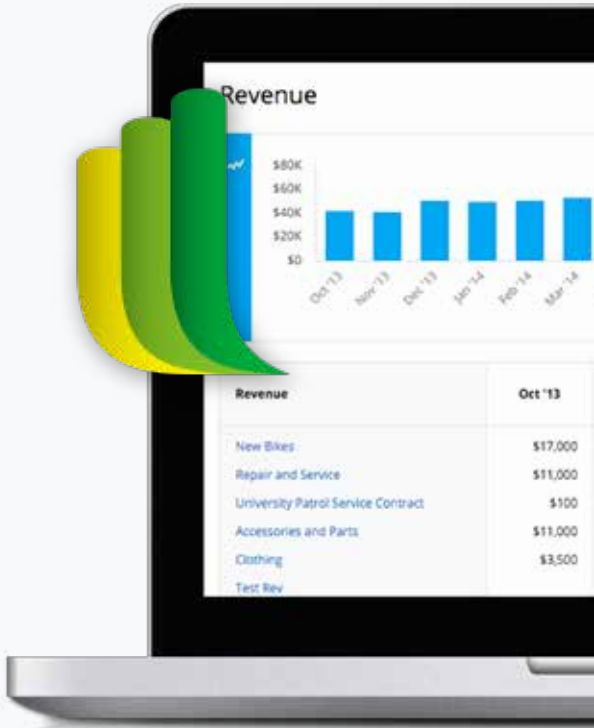 Revenue
$80K
$60K
$40K
$20K
$0
Oct '13 Nov '13 Dec '13 Jan '14 Feb '14 Mar '14
Revenue Oct '13
New Bikes $17,000
Repair and Service $11,000
University Patrol Service Contract $100
Accessories and Parts $11,000
Clothing $3,500
Test Rev